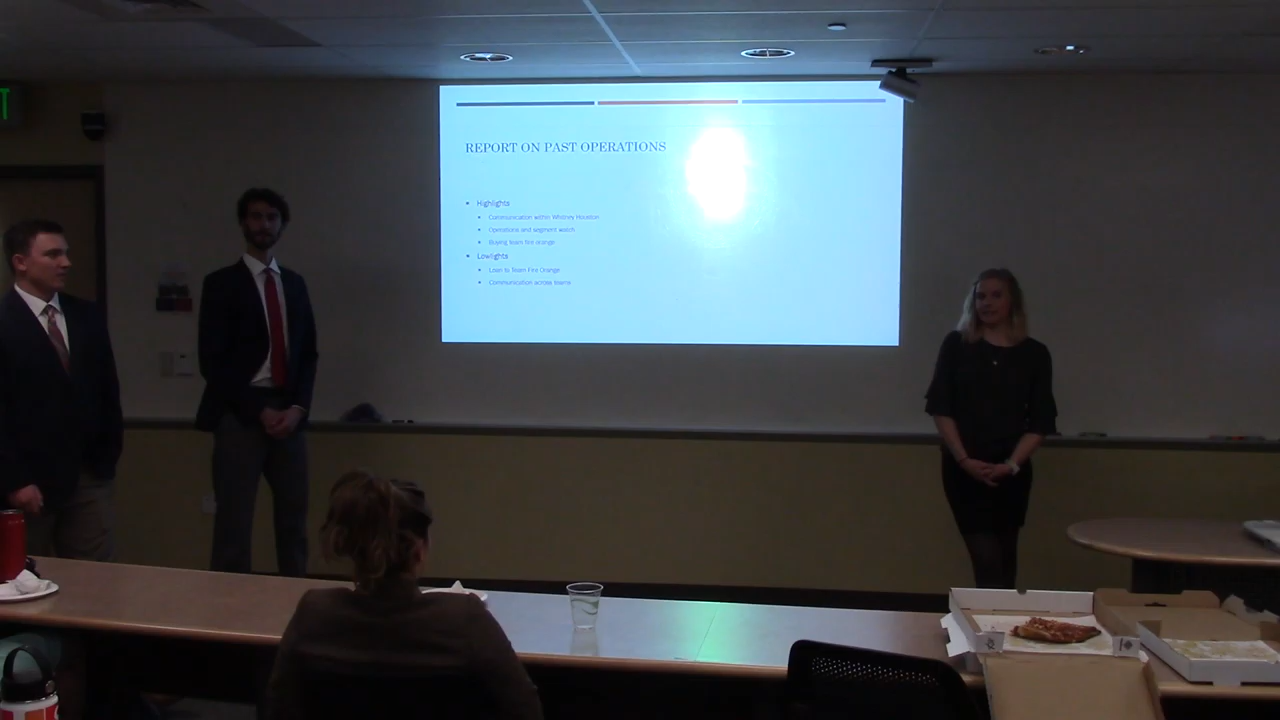 REPORT ON PAST OPERATIONS
Highlights
Communication within Whitney Houston
Operations and segment watch
Buying team fire orange
Lowlights
Loan to Team Fire Orange
Communication across teams